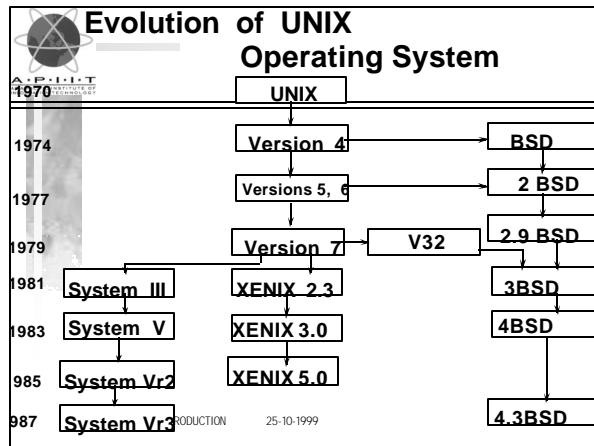 Evolution of UNIX
Operating System
A·P·I·I·T
1970
UNIX
1974
Version 4
BSD
1977
Versions 5, 6
2 BSD
1979
Version 7
V32
2.9 BSD
1981
System III
XENIX 2.3
3BSD
1983
System V
XENIX 3.0
4BSD
985
System Vr2
XENIX 5.0
987
System Vr3
RODUCTION
25-10-1999
4.3BSD